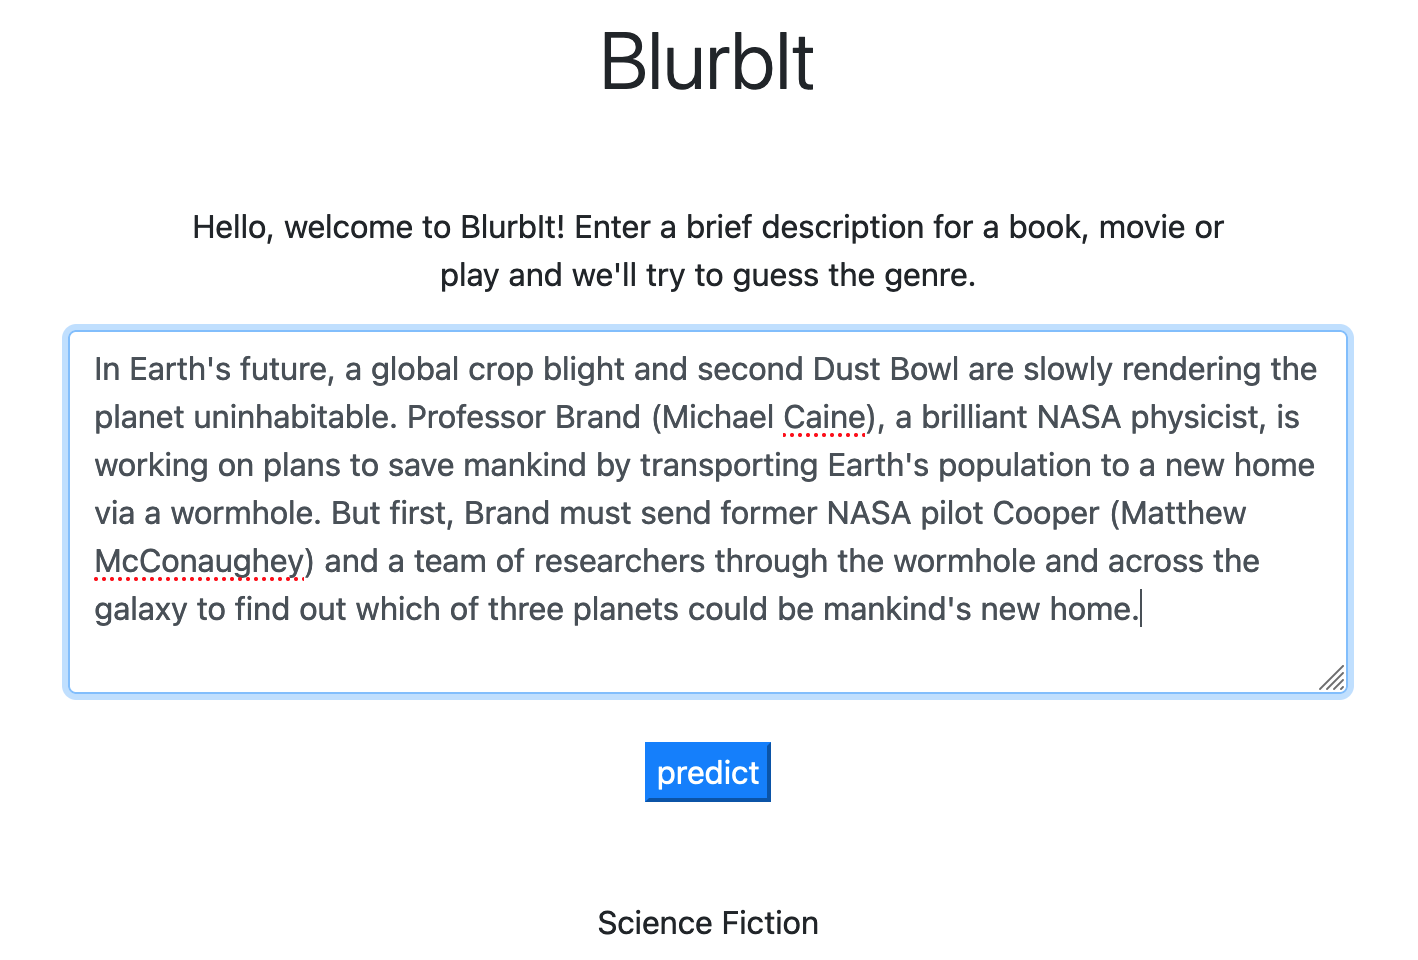 BlurbIt
Hello, welcome to BlurbIt! Enter a brief description for a book, movie or
play and we'll try to guess the genre.
In Earth's future, a global crop blight and second Dust Bowl are slowly rendering the
planet uninhabitable. Professor Brand (Michael Caine), a brilliant NASA physicist, is
working on plans to save mankind by transporting Earth's population to a new home
via a wormhole. But first, Brand must send former NASA pilot Cooper (Matthew
McConaughey) and a team of researchers through the wormhole and across the
galaxy to find out which of three planets could be mankind's new home.
predict
Science Fiction